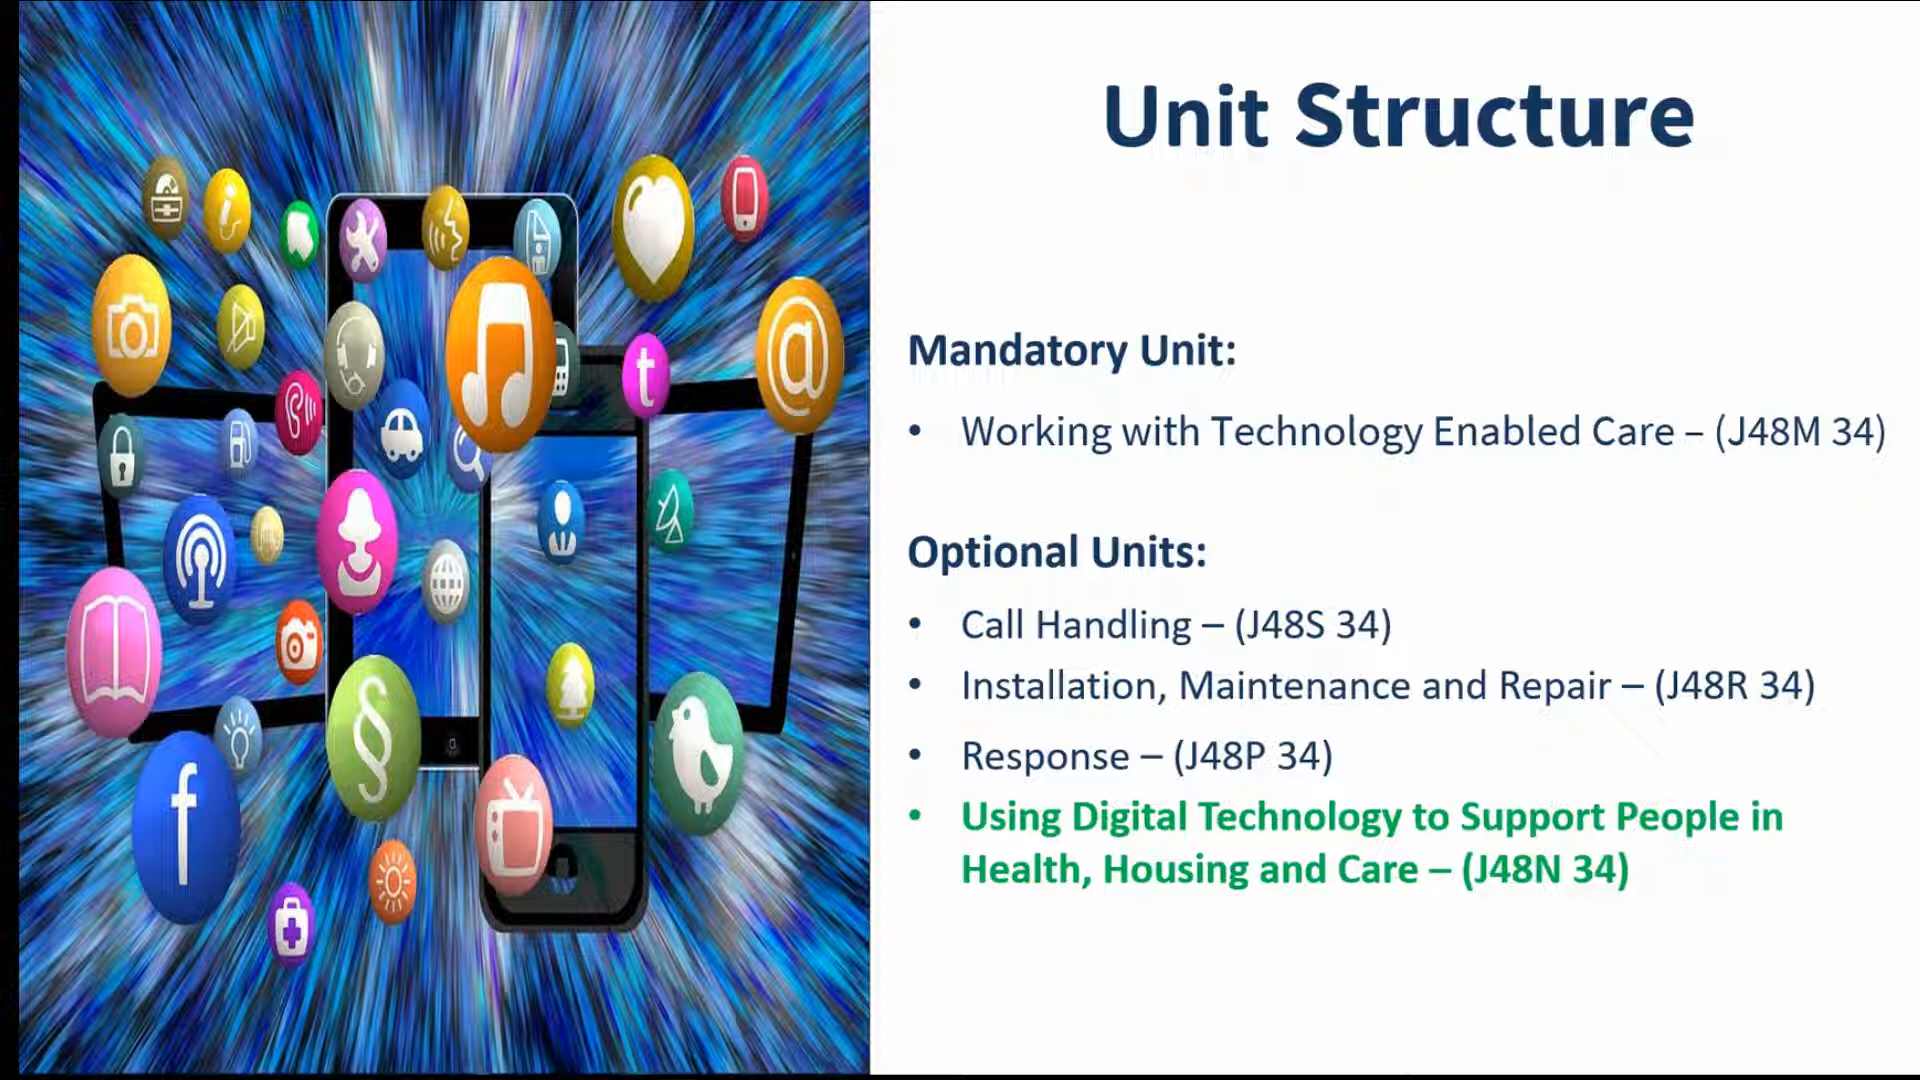 Unit Structure
Mandatory Unit:
• Working with Technology Enabled Care – (J48M 34)
Optional Units:
• Call Handling – (J48S 34)
• Installation, Maintenance and Repair – (J48R 34)
• Response – (J48P 34)
• Using Digital Technology to Support People in
Health, Housing and Care – (J48N 34)
@
t
f
§
i